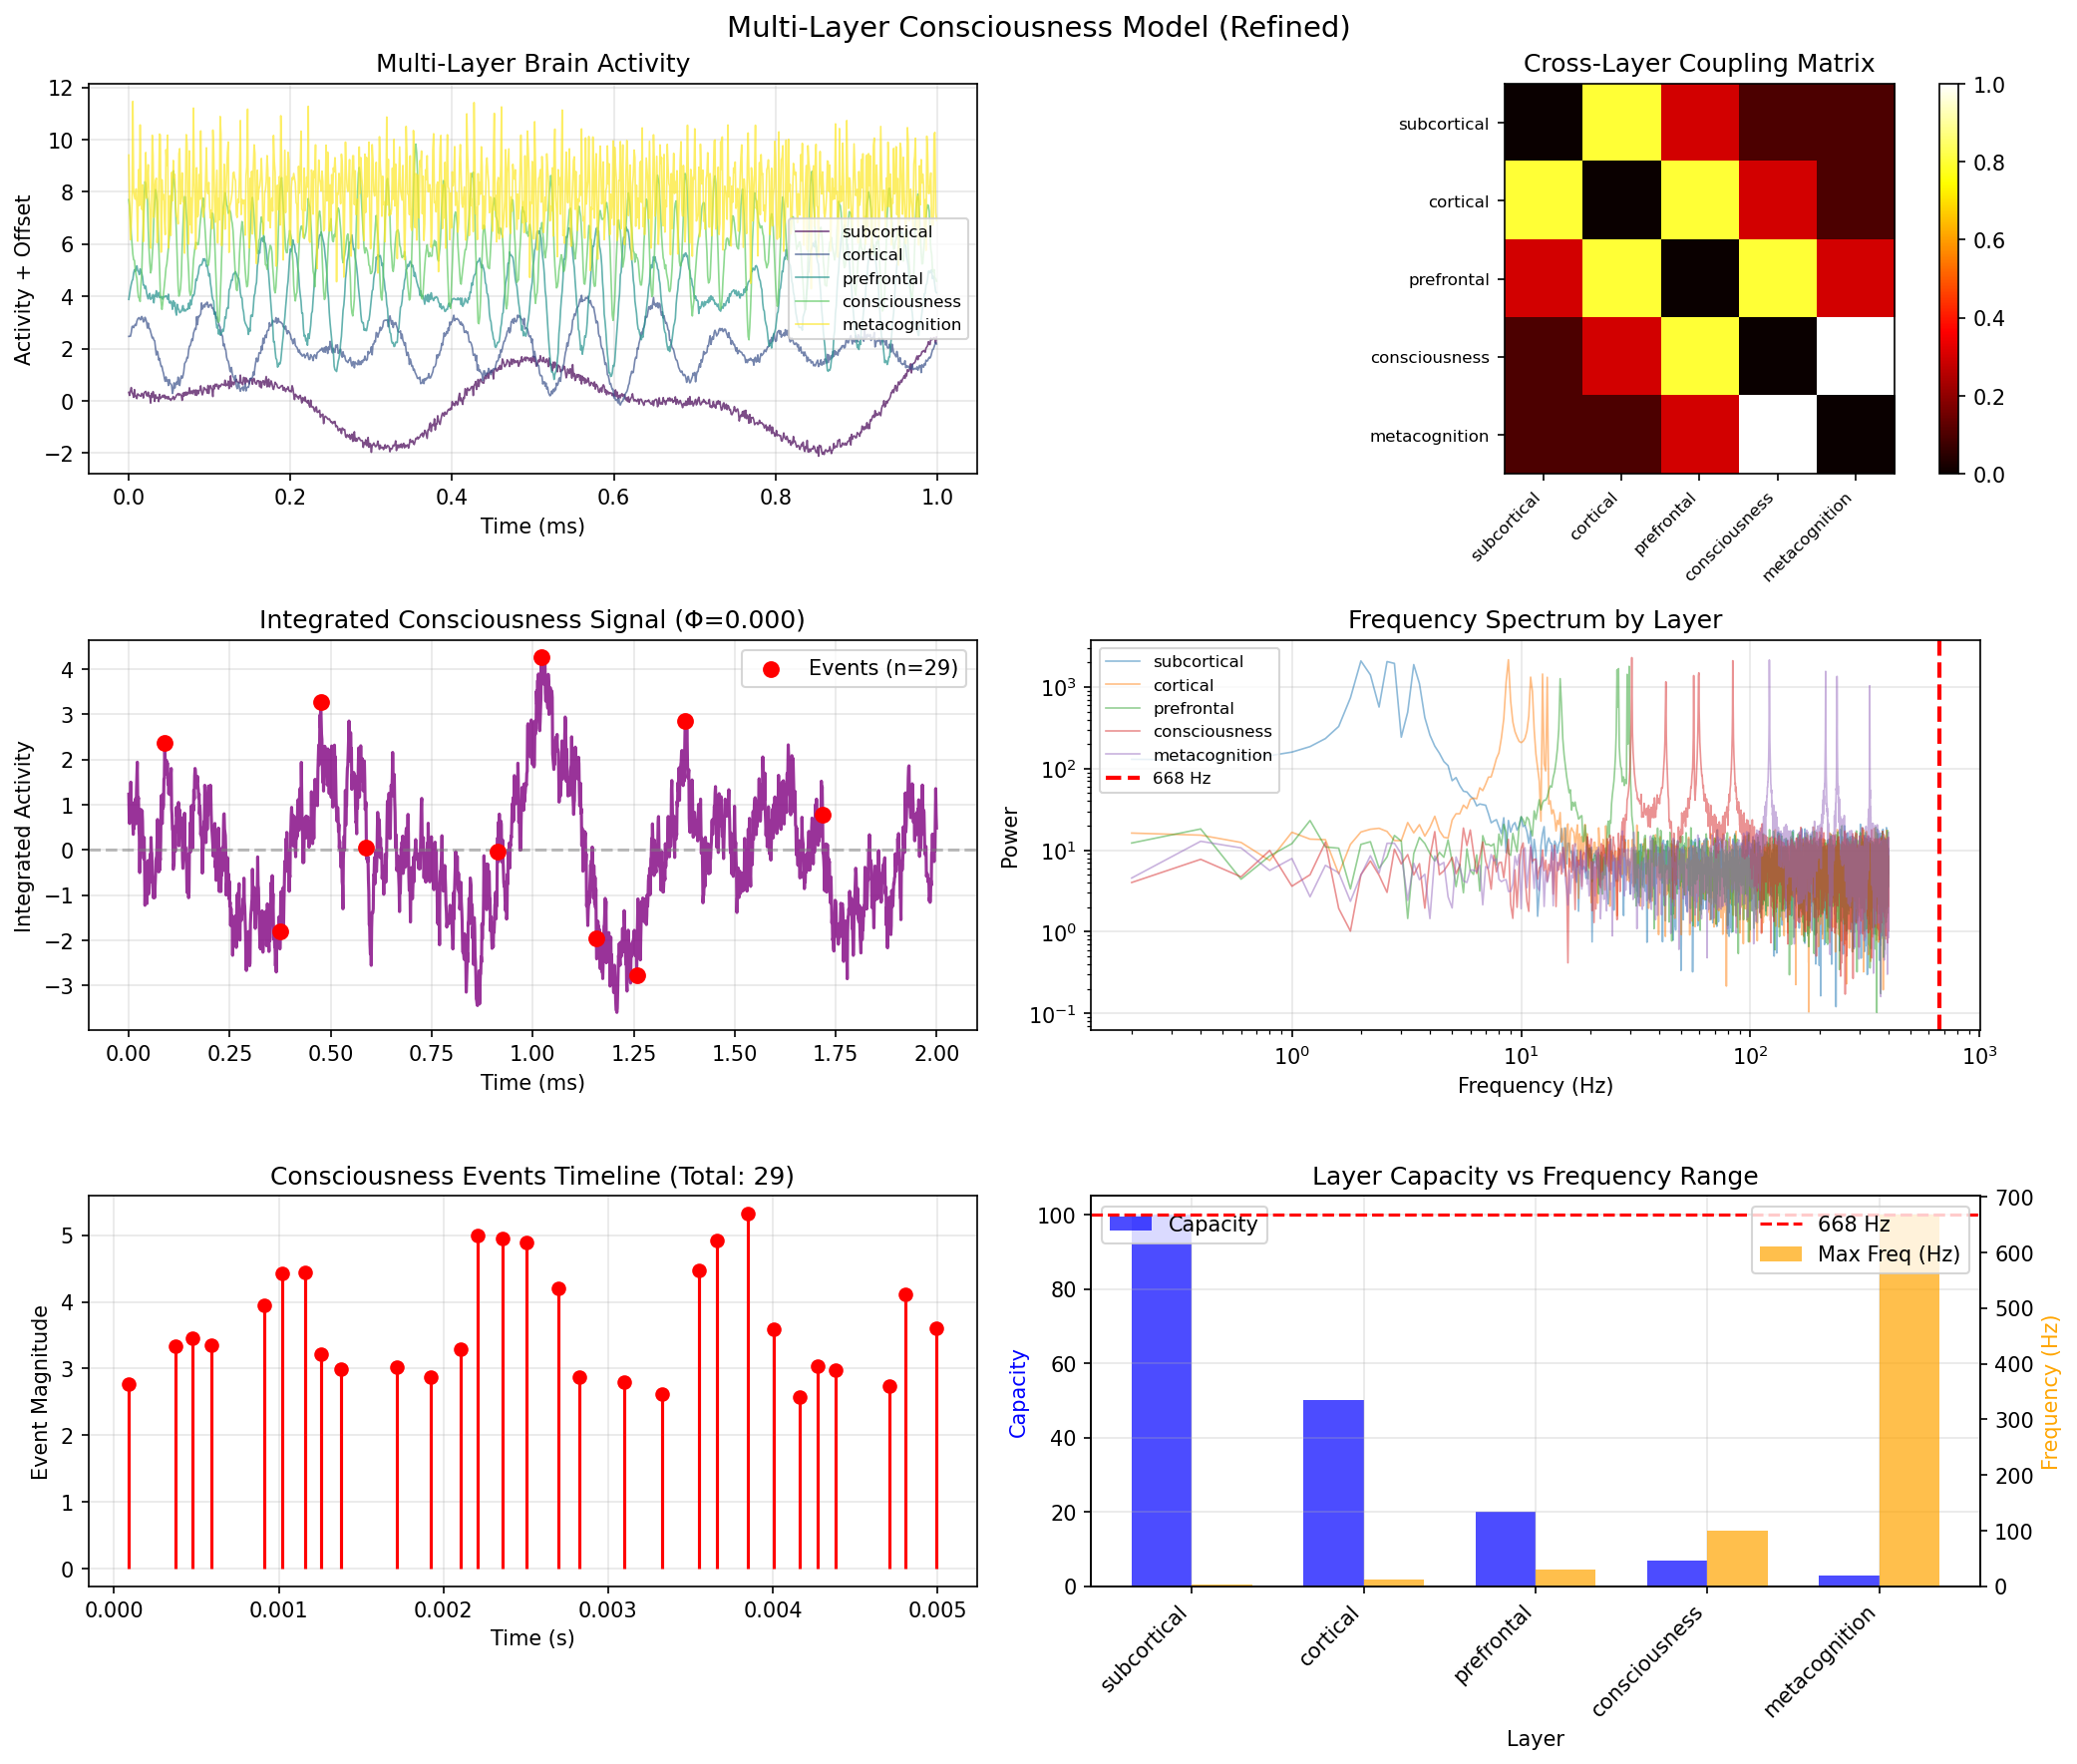 Multi-Layer Consciousness Model (Refined)
Multi-Layer Brain Activity
12
10
8
6
4
2
0
−2
Activity + Offset
subcortical
cortical
prefrontal
consciousness
metacognition
0.0 0.2 0.4 0.6 0.8 1.0
Time (ms)
Cross-Layer Coupling Matrix
subcortical
cortical
prefrontal
consciousness
metacognition
subcortical cortical prefrontal consciousness metacognition
1.0
0.8
0.6
0.4
0.2
0.0
Integrated Consciousness Signal (Φ=0.000)
4
3
2
1
0
−1
−2
−3
Integrated Activity
Events (n=29)
0.00 0.25 0.50 0.75 1.00 1.25 1.50 1.75 2.00
Time (ms)
Frequency Spectrum by Layer
10³
10²
10¹
10⁰
10⁻¹
Power
subcortical
cortical
prefrontal
consciousness
metacognition
668 Hz
10⁰ 10¹ 10² 10³
Frequency (Hz)
Consciousness Events Timeline (Total: 29)
5
4
3
2
1
0
Event Magnitude
0.000 0.001 0.002 0.003 0.004 0.005
Time (s)
Layer Capacity vs Frequency Range
100
80
60
40
20
0
Capacity
Capacity
668 Hz
Max Freq (Hz)
700
600
500
400
300
200
100
0
Frequency (Hz)
subcortical cortical prefrontal consciousness metacognition
Layer